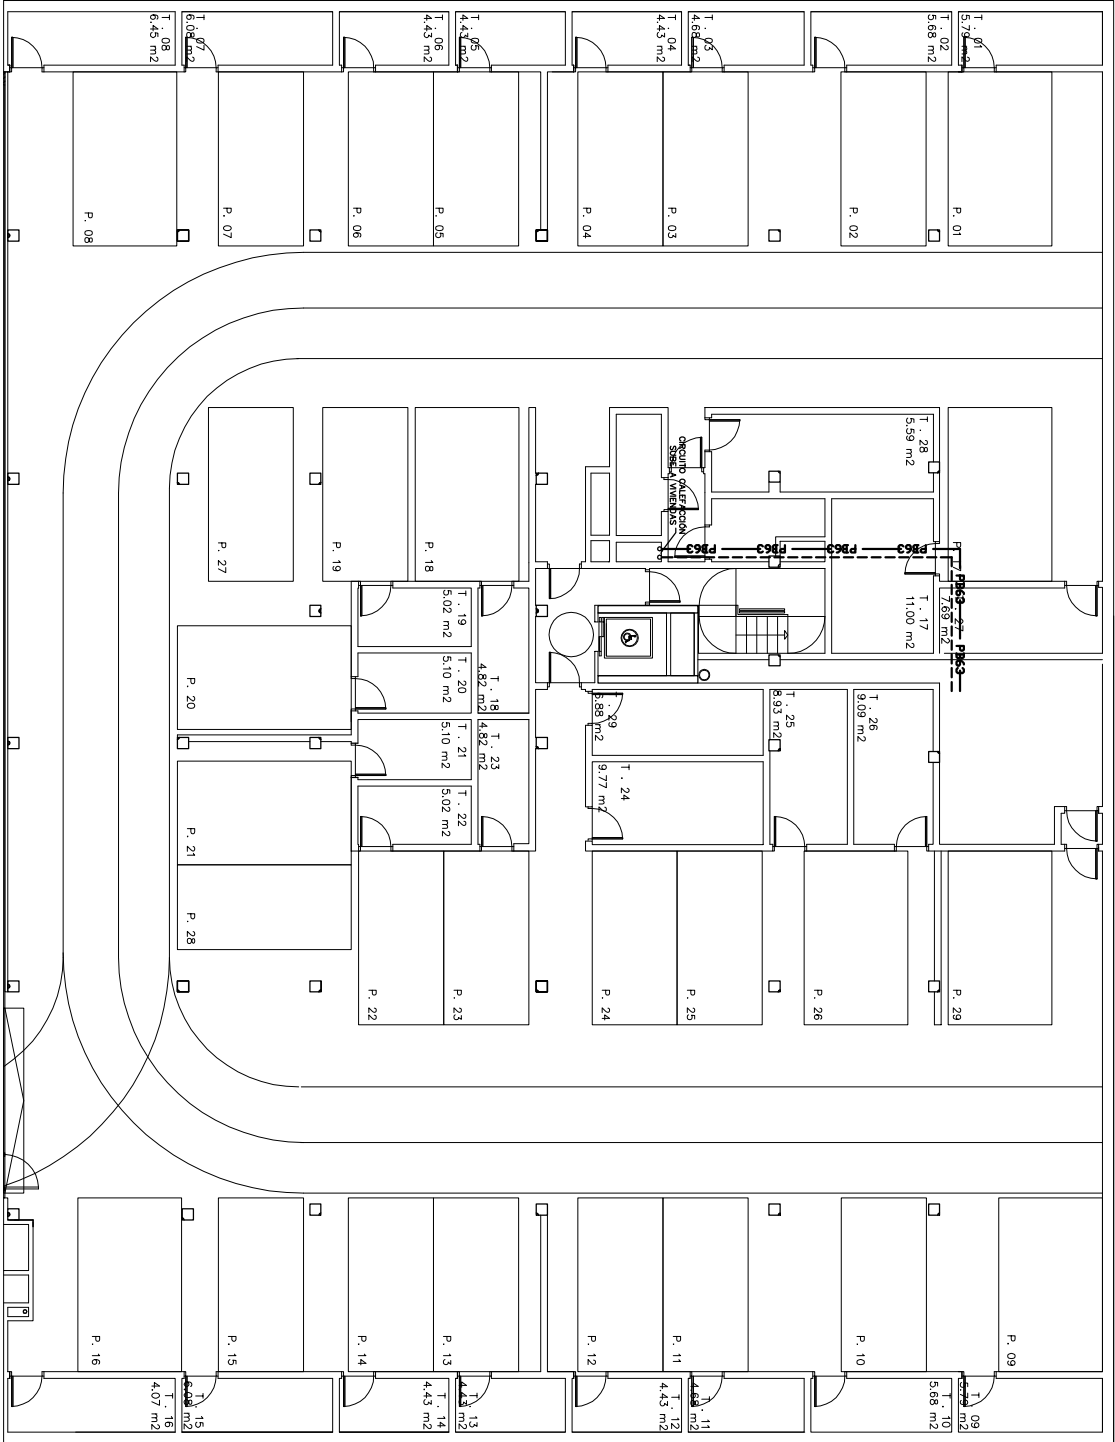 T . 08
6.45 m2
T . 07
6.08 m2
T . 06
4.43 m2
T . 05
4.43 m2
T . 04
4.43 m2
T . 03
4.68 m2
T . 02
5.68 m2
T . 01
5.79 m2
P. 08
P. 07
P. 06
P. 05
P. 04
P. 03
P. 02
P. 01
P. 27
P. 19
P. 18
CIRCUITO CALEFACCIÓN
SUBE A VIVIENDAS
T . 28
5.59 m2
PB63
PB63
PB63
PB63
PB63
PB63
T . 17
11.00 m2
T . 27
7.69 m2
T . 19
5.02 m2
T . 20
5.10 m2
T . 18
4.82 m2
P. 20
T . 21
5.10 m2
T . 23
4.82 m2
T . 22
5.02 m2
T . 29
6.88 m2
T . 24
9.77 m2
T . 25
8.93 m2
T . 26
9.09 m2
P. 21
P. 28
P. 22
P. 23
P. 24
P. 25
P. 26
P. 29
P. 16
P. 15
P. 14
P. 13
P. 12
P. 11
P. 10
P. 09
T . 16
4.07 m2
T . 15
6.08 m2
T . 14
4.43 m2
T . 13
4.43 m2
T . 12
4.43 m2
T . 11
4.68 m2
T . 10
5.68 m2
T . 09
5.79 m2